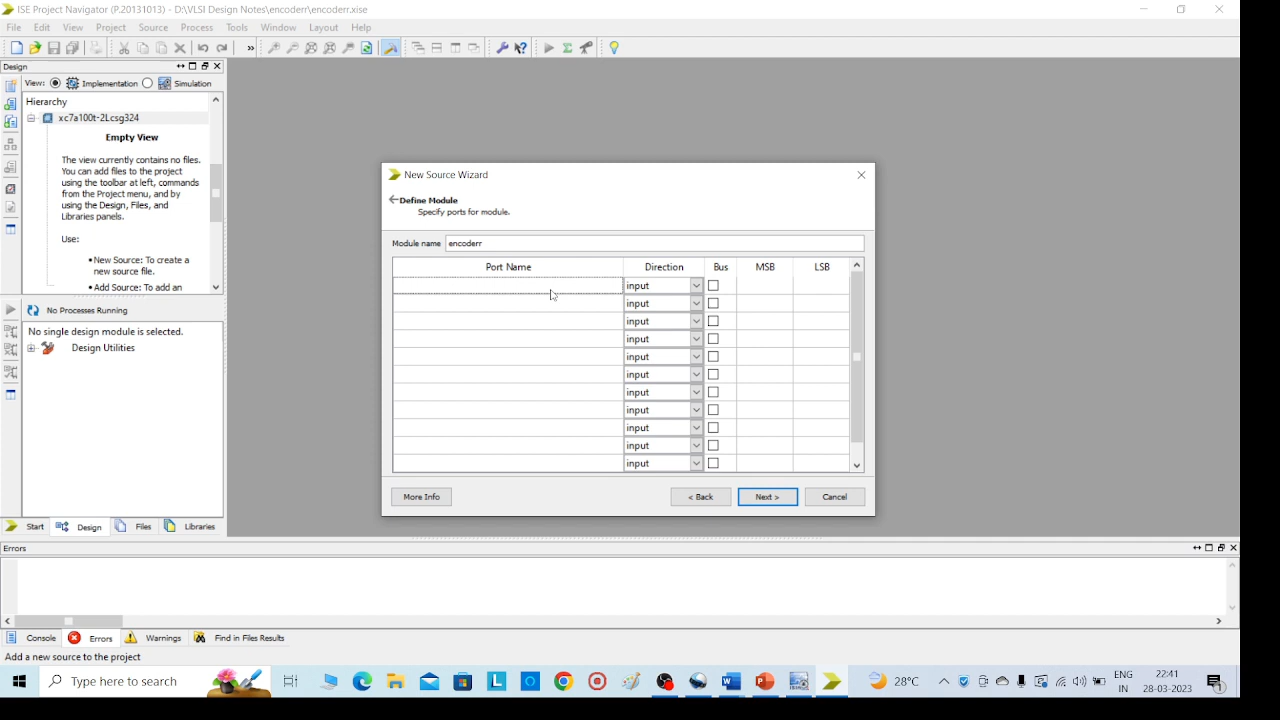 ISE Project Navigator (P.20131013) - D:\VLSI Design Notes\encoderr\encoderr.xise
File Edit View Project Source Process Tools Window Layout Help
»
Design
View: Implementation Simulation
Hierarchy
xc7a100t-2Lcsg324
Empty View
The view currently contains no files.
You can add files to the project
using the toolbar at left, commands
from the Project menu, and by
using the Design, Files, and
Libraries panels.
Use:
•New Source: To create a
new source file.
•Add Source: To add an
No Processes Running
No single design module is selected.
Design Utilities
Start Design Files Libraries
New Source Wizard
Define Module
Specify ports for module.
Module name encoderr
Port Name Direction Bus MSB LSB
input
input
input
input
input
input
input
input
input
input
input
More Info < Back Next > Cancel
Errors
Console Errors Warnings Find in Files Results
Add a new source to the project
Type here to search
28°C
ENG
IN
22:41
28-03-2023
1